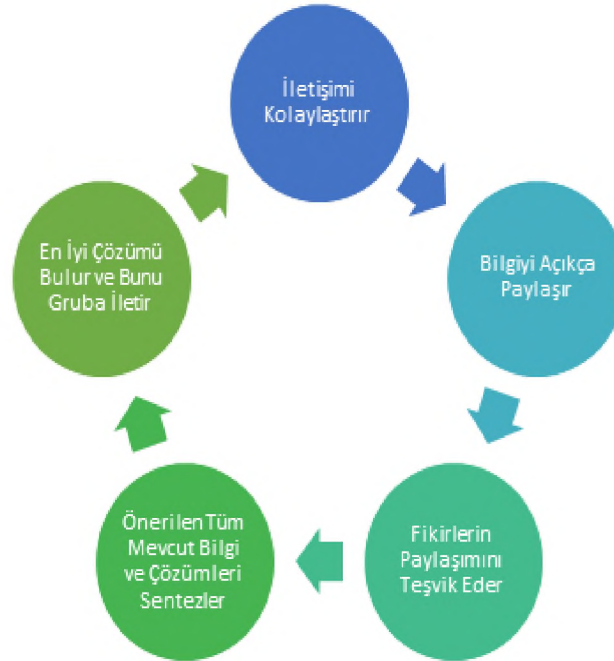 İletişimi
Kolaylaştırır
Bilgiyi Açıkça
Paylaşır
Fikirlerin
Paylaşımını
Teşvik Eder
Önerilen Tüm
Mevcut Bilgi
ve Çözümleri
Sentezler
En İyi Çözümü
Bulur ve Bunu
Gruba İletir